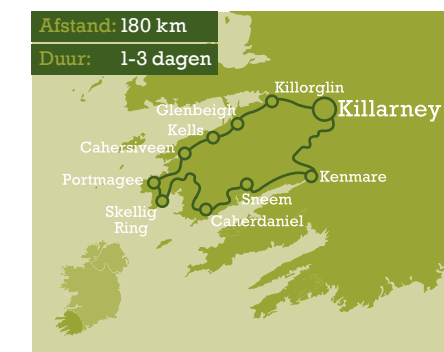 Afstand: 180 km
Duur: 1-3 dagen
Killorglin
Killarney
Glenbeigh
Kells
Cahersiveen
Portmagee
Kenmare
Sneem
Skellig
Ring
Caherdaniel